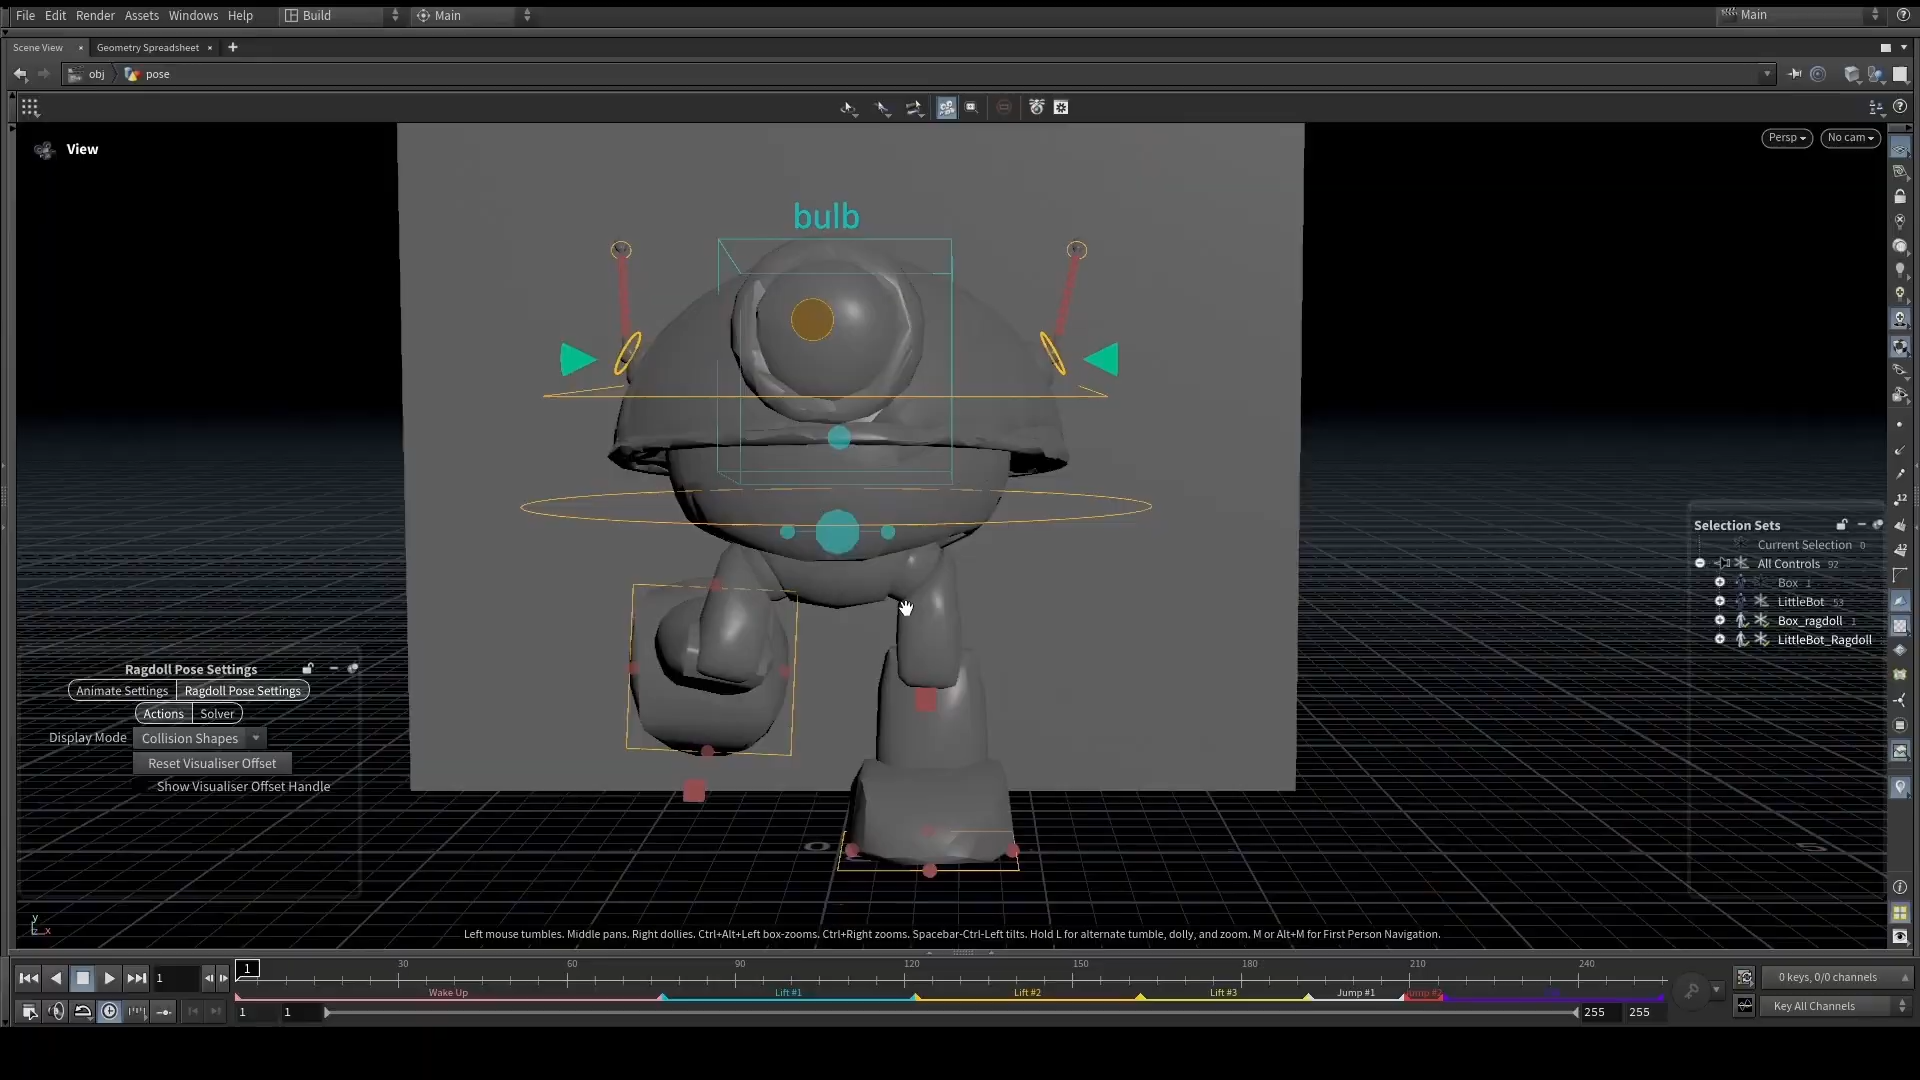 File Edit Render Assets Windows Help Build Main Main
Scene View Geometry Spreadsheet
obj pose
View Persp No cam
bulb
Selection Sets
Current Selection 0
All Controls 92
Box 1
LittleBot 53
Box_ragdoll 1
LittleBot_Ragdoll
Ragdoll Pose Settings
Animate Settings Ragdoll Pose Settings
Actions Solver
Display Mode Collision Shapes
Reset Visualiser Offset
Show Visualiser Offset Handle
Left mouse tumbles. Middle pans. Right dollies. Ctrl+Alt+Left box-zooms. Ctrl+Right zooms. Spacebar-Ctrl-Left tilts. Hold L for alternate tumble, dolly, and zoom. M or Alt+M for First Person Navigation.
1 1 30 60 90 120 150 180 210 240 0 keys, 0/0 channels
Wake Up Lift #1 Lift #2 Lift #3 Jump #1
1 1 255 255 Key All Channels